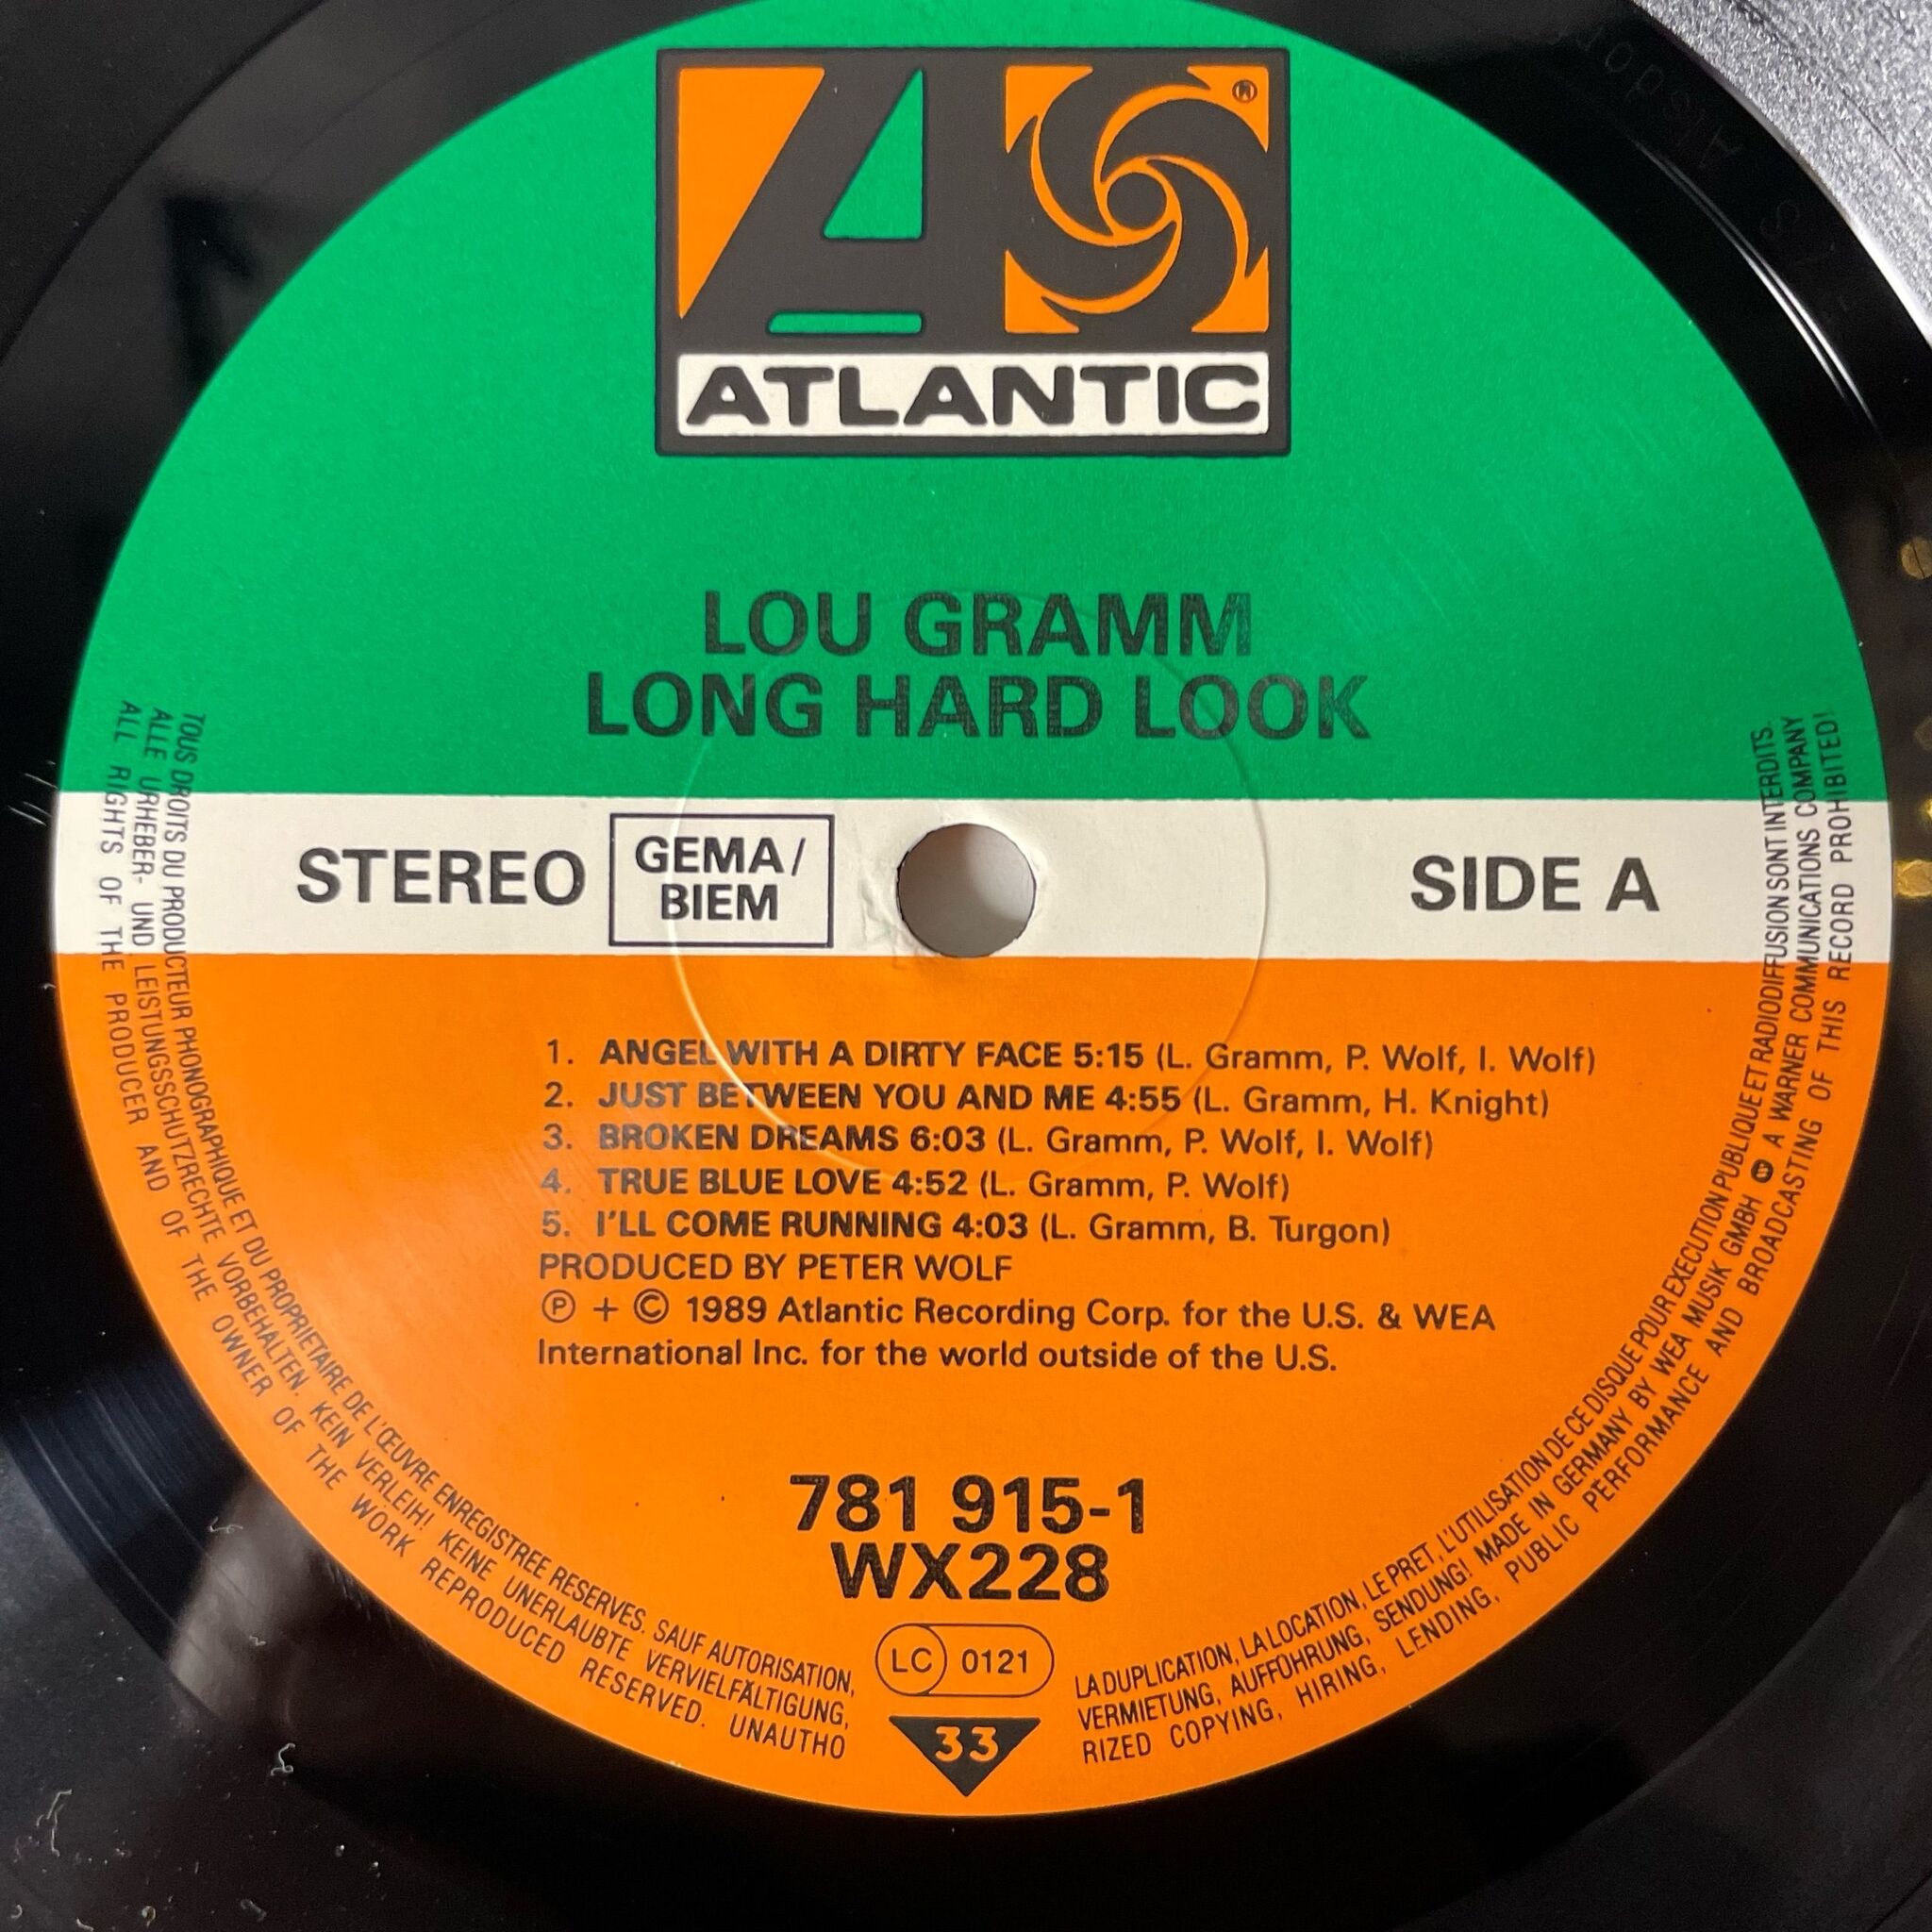 ATLANTIC
®
LOU GRAMM
LONG HARD LOOK
STEREO
GEMA/
BIEM
SIDE A
1. ANGEL WITH A DIRTY FACE 5:15 (L. Gramm, P. Wolf, I. Wolf)
2. JUST BETWEEN YOU AND ME 4:55 (L. Gramm, H. Knight)
3. BROKEN DREAMS 6:03 (L. Gramm, P. Wolf, I. Wolf)
4. TRUE BLUE LOVE 4:52 (L. Gramm, P. Wolf)
5. I'LL COME RUNNING 4:03 (L. Gramm, B. Turgon)
PRODUCED BY PETER WOLF
℗ + © 1989 Atlantic Recording Corp. for the U.S. & WEA
International Inc. for the world outside of the U.S.
781 915-1
WX228
LC 0121
33
TOUS DROITS DU PRODUCTEUR PHONOGRAPHIQUE ET DU PROPRIETAIRE DE L'ŒUVRE ENREGISTREE RESERVES. SAUF AUTORISATION, LA DUPLICATION, LA LOCATION, LE PRET, L'UTILISATION DE CE DISQUE POUR EXECUTION PUBLIQUE ET RADIODIFFUSION SONT INTERDITS.
ALLE URHEBER- UND LEISTUNGSSCHUTZRECHTE VORBEHALTEN. KEIN VERLEIH! KEINE UNERLAUBTE VERVIELFÄLTIGUNG, VERMIETUNG, AUFFÜHRUNG, SENDUNG! MADE IN GERMANY BY WEA MUSIK GMBH A WARNER COMMUNICATIONS COMPANY
ALL RIGHTS OF THE PRODUCER AND OF THE OWNER OF THE WORK REPRODUCED RESERVED. UNAUTHORIZED COPYING, HIRING, LENDING, PUBLIC PERFORMANCE AND BROADCASTING OF THIS RECORD PROHIBITED!